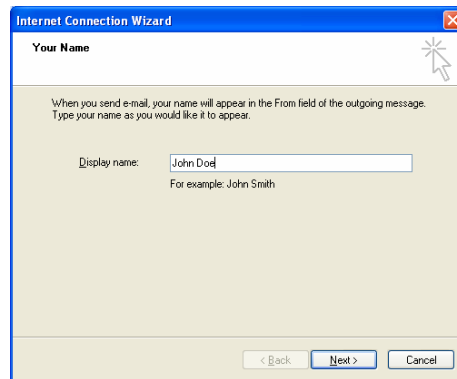 Internet Connection Wizard
Your Name
When you send e-mail, your name will appear in the From field of the outgoing message.
Type your name as you would like it to appear.
Display name:
John Doe
For example: John Smith
< Back
Next >
Cancel